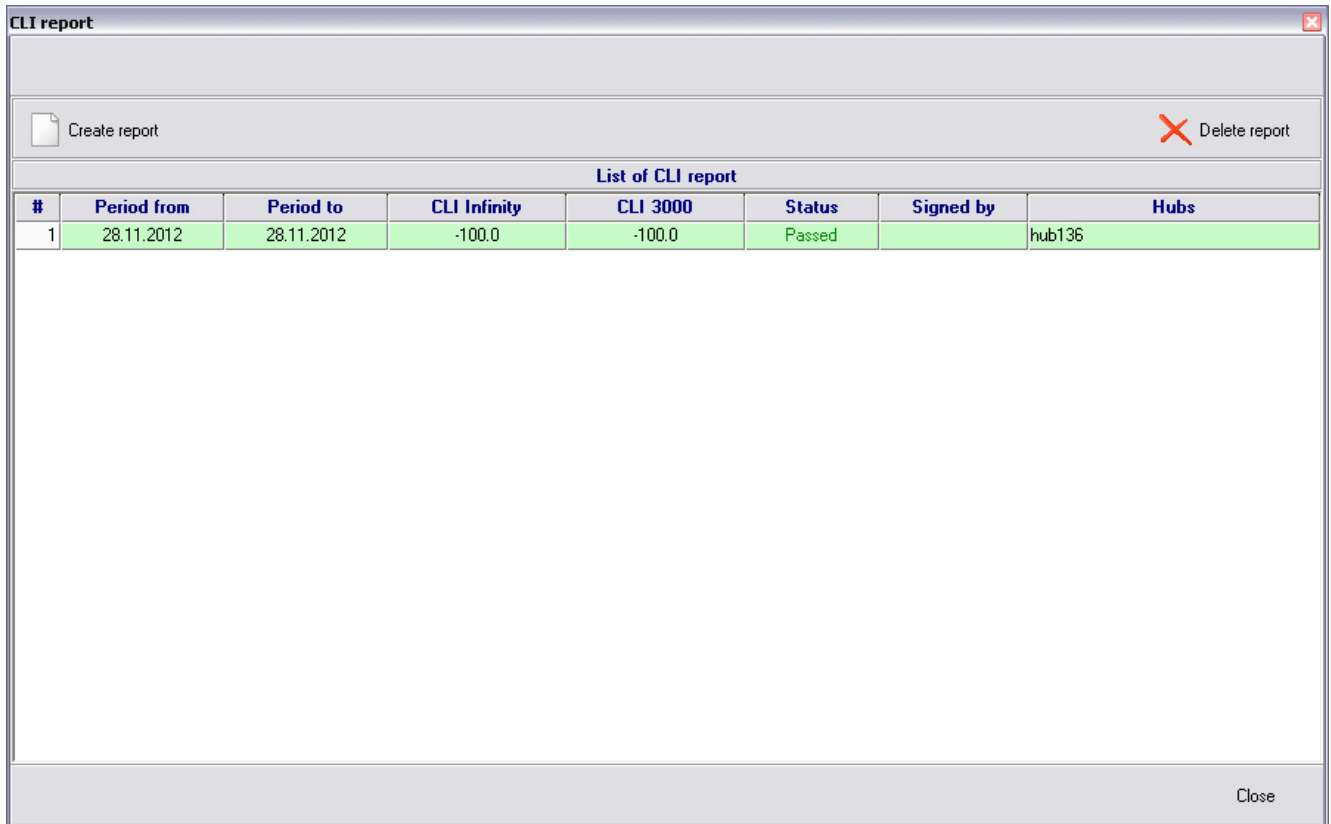 CLI report
Create report Delete report
List of CLI report
# Period from Period to CLI Infinity CLI 3000 Status Signed by Hubs
1 28.11.2012 28.11.2012 -100.0 -100.0 Passed hub136
Close